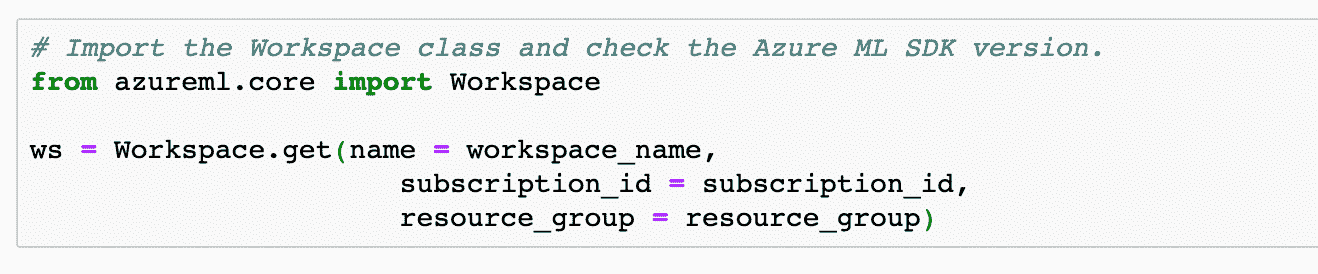 # Import the Workspace class and check the Azure ML SDK version.
from azureml.core import Workspace
ws = Workspace.get(name = workspace_name,
subscription_id = subscription_id,
resource_group = resource_group)